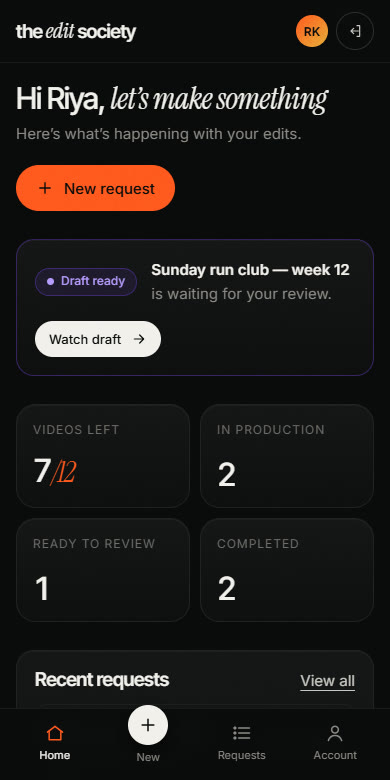 the edit society
RK
Hi Riya, let's make something
Here's what's happening with your edits.
New request
Draft ready
Sunday run club — week 12
is waiting for your review.
Watch draft
VIDEOS LEFT
7/12
IN PRODUCTION
2
READY TO REVIEW
1
COMPLETED
2
Recent requests
View all
Home
New
Requests
Account